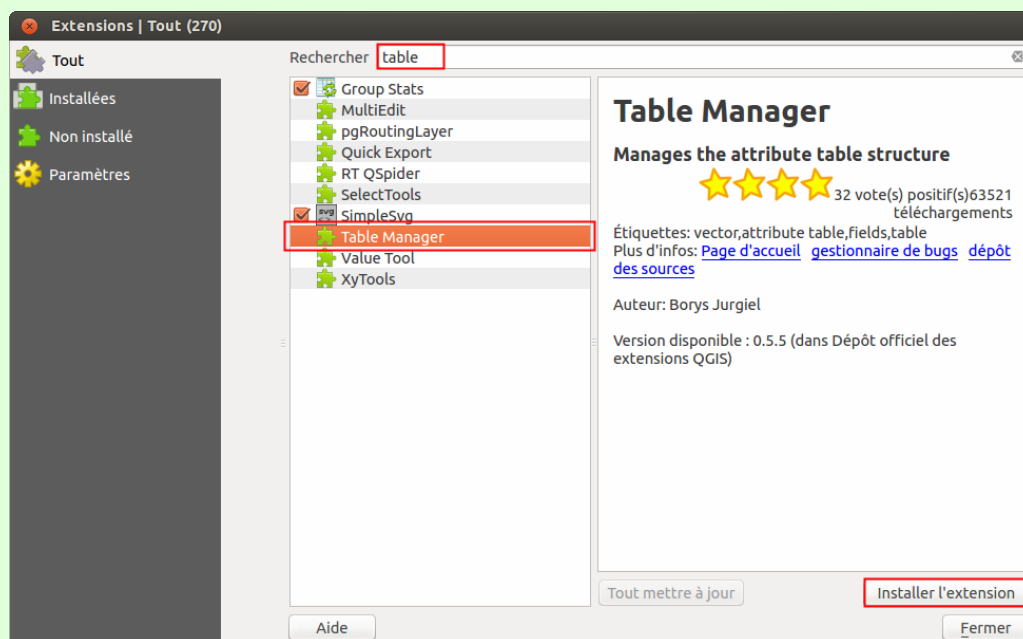 Extensions | Tout (270)
Tout
Installées
Non installé
Paramètres
Rechercher table
Group Stats
MultiEdit
pgRoutingLayer
Quick Export
RT QSpider
SelectTools
svg
SimpleSvg
Table Manager
Value Tool
XyTools
Table Manager
Manages the attribute table structure
32 vote(s) positif(s)63521
téléchargements
Étiquettes: vector,attribute table,fields,table
Plus d'infos: Page d'accueil gestionnaire de bugs dépôt
des sources
Auteur: Borys Jurgiel
Version disponible : 0.5.5 (dans Dépôt officiel des
extensions QGIS)
Tout mettre à jour
Installer l'extension
Aide
Fermer